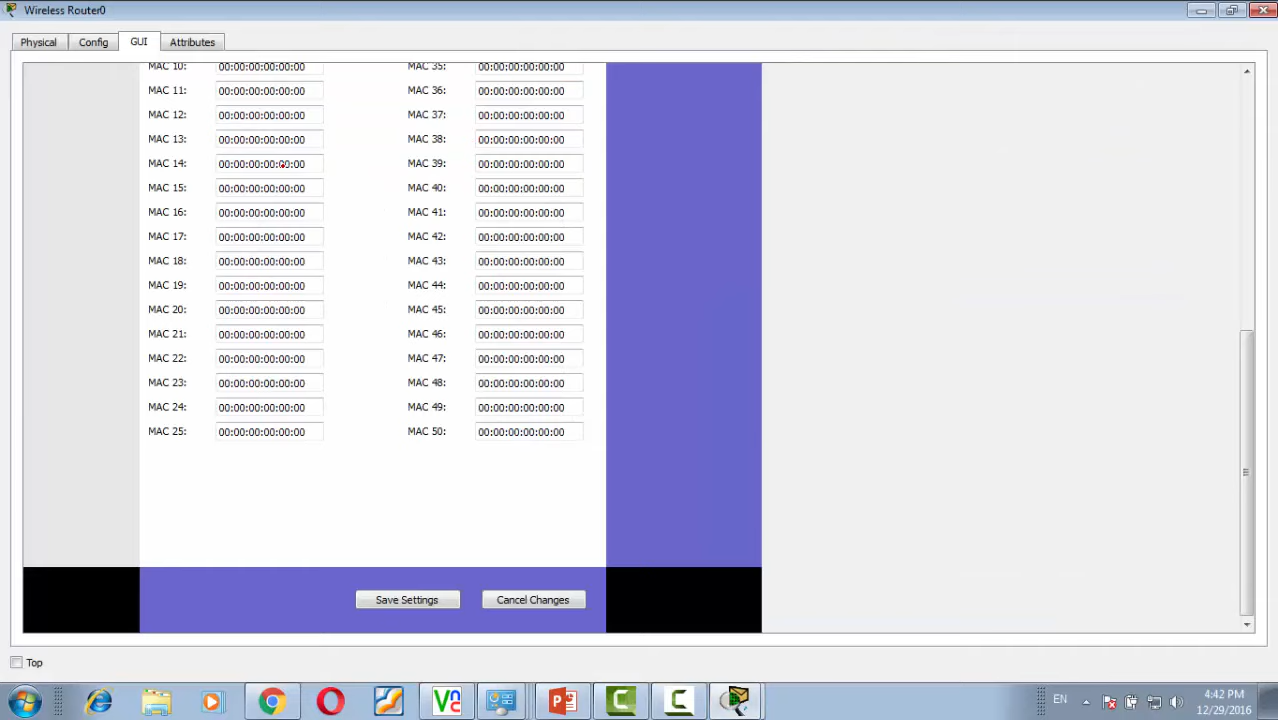 Wireless Router0
Physical Config GUI Attributes
MAC 10: 00:00:00:00:00:00 MAC 35: 00:00:00:00:00:00
MAC 11: 00:00:00:00:00:00 MAC 36: 00:00:00:00:00:00
MAC 12: 00:00:00:00:00:00 MAC 37: 00:00:00:00:00:00
MAC 13: 00:00:00:00:00:00 MAC 38: 00:00:00:00:00:00
MAC 14: 00:00:00:00:00:00 MAC 39: 00:00:00:00:00:00
MAC 15: 00:00:00:00:00:00 MAC 40: 00:00:00:00:00:00
MAC 16: 00:00:00:00:00:00 MAC 41: 00:00:00:00:00:00
MAC 17: 00:00:00:00:00:00 MAC 42: 00:00:00:00:00:00
MAC 18: 00:00:00:00:00:00 MAC 43: 00:00:00:00:00:00
MAC 19: 00:00:00:00:00:00 MAC 44: 00:00:00:00:00:00
MAC 20: 00:00:00:00:00:00 MAC 45: 00:00:00:00:00:00
MAC 21: 00:00:00:00:00:00 MAC 46: 00:00:00:00:00:00
MAC 22: 00:00:00:00:00:00 MAC 47: 00:00:00:00:00:00
MAC 23: 00:00:00:00:00:00 MAC 48: 00:00:00:00:00:00
MAC 24: 00:00:00:00:00:00 MAC 49: 00:00:00:00:00:00
MAC 25: 00:00:00:00:00:00 MAC 50: 00:00:00:00:00:00
Save Settings Cancel Changes
Top
EN 4:42 PM
12/29/2016